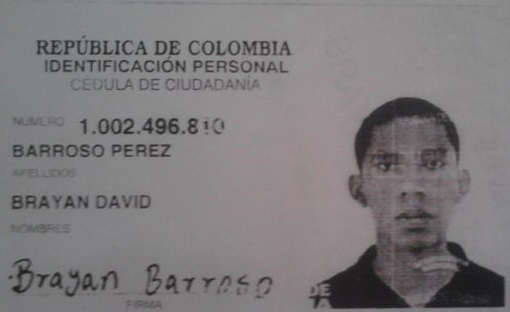 REPÚBLICA DE COLOMBIA
IDENTIFICACIÓN PERSONAL
CEDULA DE CIUDADANÍA
NUMERO 1.002.496.810
BARROSO PEREZ
APELLIDOS
BRAYAN DAVID
NOMBRES
Brayan Barroso
FIRMA